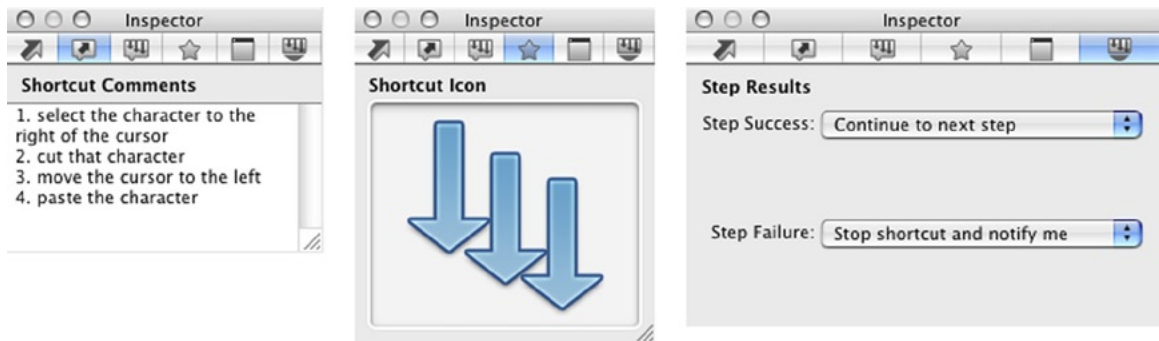 Inspector
Shortcut Comments
1. select the character to the
right of the cursor
2. cut that character
3. move the cursor to the left
4. paste the character
Inspector
Shortcut Icon
Inspector
Step Results
Step Success: Continue to next step
Step Failure: Stop shortcut and notify me